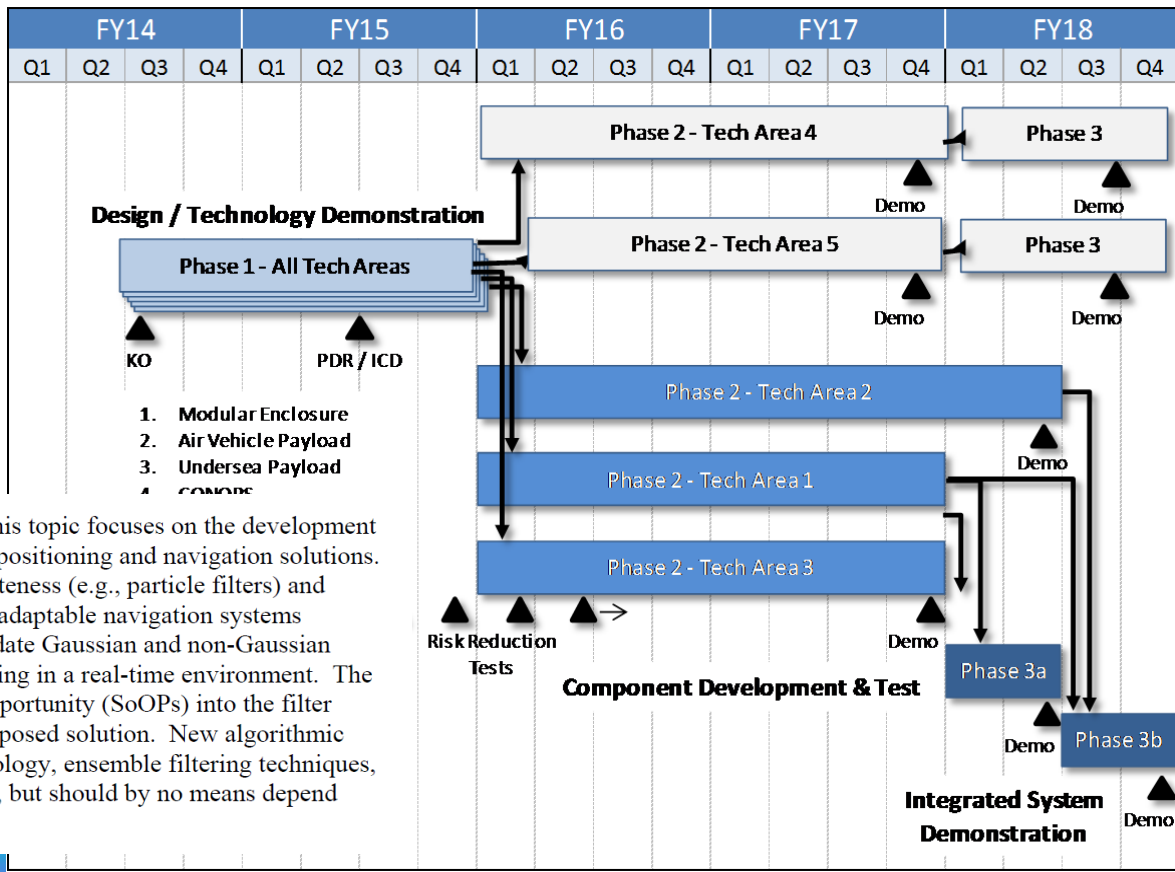 FY14 FY15 FY16 FY17 FY18
Q1 Q2 Q3 Q4 Q1 Q2 Q3 Q4 Q1 Q2 Q3 Q4 Q1 Q2 Q3 Q4 Q1 Q2 Q3 Q4
Phase 2 - Tech Area 4
Phase 3
Demo
Demo
Design / Technology Demonstration
Phase 1 - All Tech Areas
Phase 2 - Tech Area 5
Phase 3
Demo
Demo
KO
PDR / ICD
Phase 2 - Tech Area 2
Demo
1. Modular Enclosure
2. Air Vehicle Payload
3. Undersea Payload
4. CONOPS
Phase 2 - Tech Area 1
his topic focuses on the development
positioning and navigation solutions.
teness (e.g., particle filters) and
adaptable navigation systems
date Gaussian and non-Gaussian
ing in a real-time environment. The
portunity (SoOPs) into the filter
posed solution. New algorithmic
ology, ensemble filtering techniques,
, but should by no means depend
Phase 2 - Tech Area 3
Risk Reduction
Tests
Demo
Component Development & Test
Phase 3a
Demo
Phase 3b
Demo
Integrated System
Demonstration